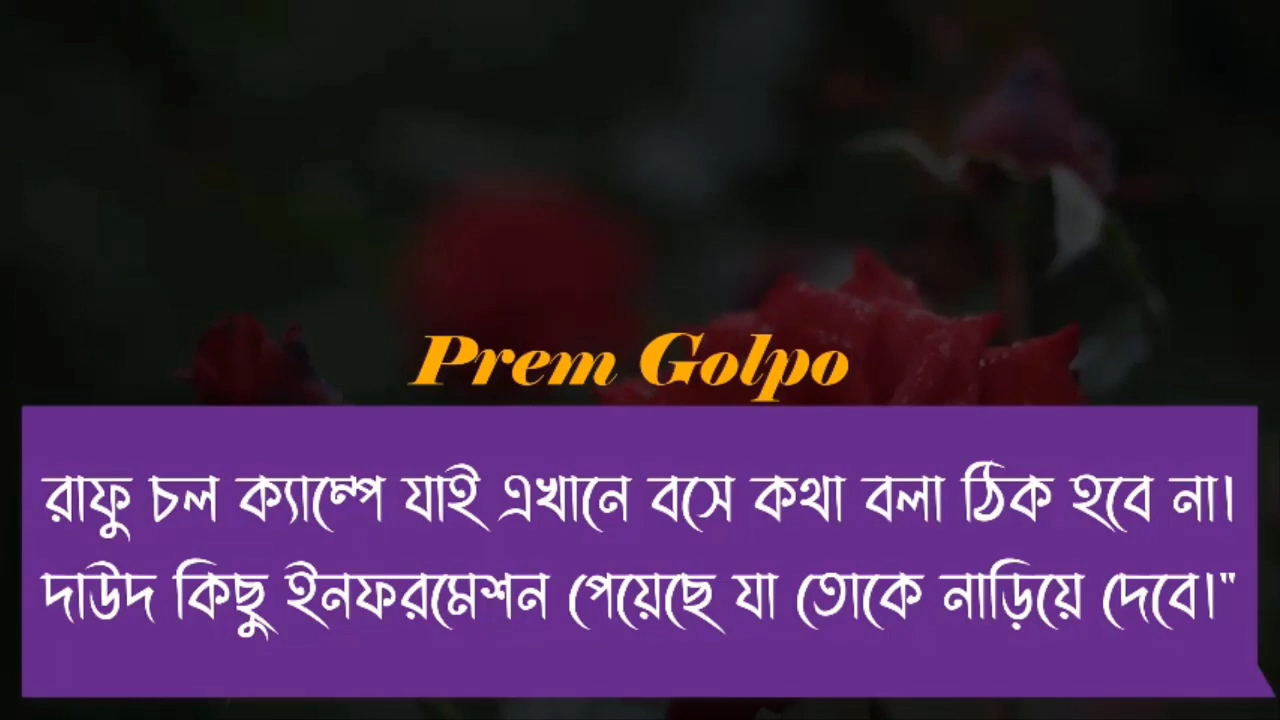 Prem Golpo
রাফু চল ক্যাম্পে যাই এখানে বসে কথা বলা ঠিক হবে না।
দাউদ কিছু ইনফরমেশন পেয়েছে যা তোকে নাড়িয়ে দেবে।"